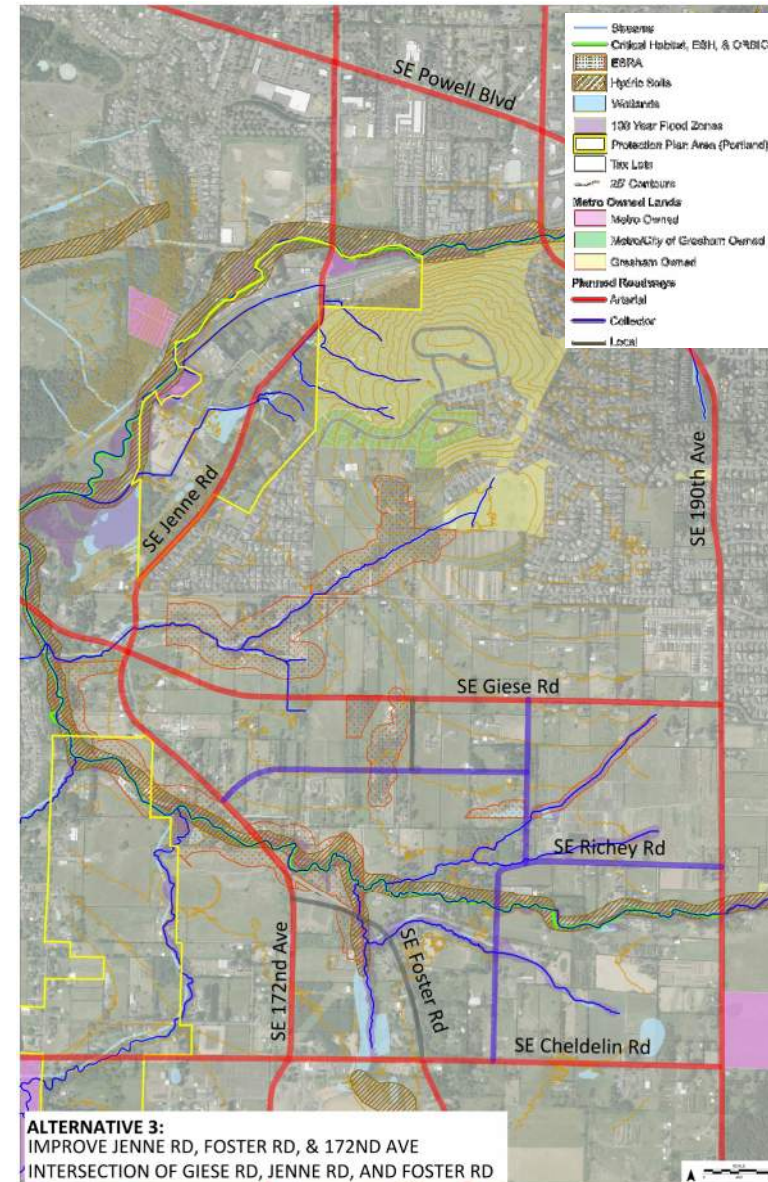 Streams
Critical Habitat, ESH, & ORBIC
ESRA
Hydric Soils
Wetlands
100 Year Flood Zones
Protection Plan Area (Portland)
Tax Lots
25' Contours
Metro Owned Lands
Metro Owned
Metro/City of Gresham Owned
Gresham Owned
Planned Roadways
Arterial
Collector
Local
SE Powell Blvd
SE 190th Ave
SE Jenne Rd
SE Giese Rd
SE Richey Rd
SE Foster Rd
SE 172nd Ave
SE Cheldelin Rd
ALTERNATIVE 3:
IMPROVE JENNE RD, FOSTER RD, & 172ND AVE
INTERSECTION OF GIESE RD, JENNE RD, AND FOSTER RD